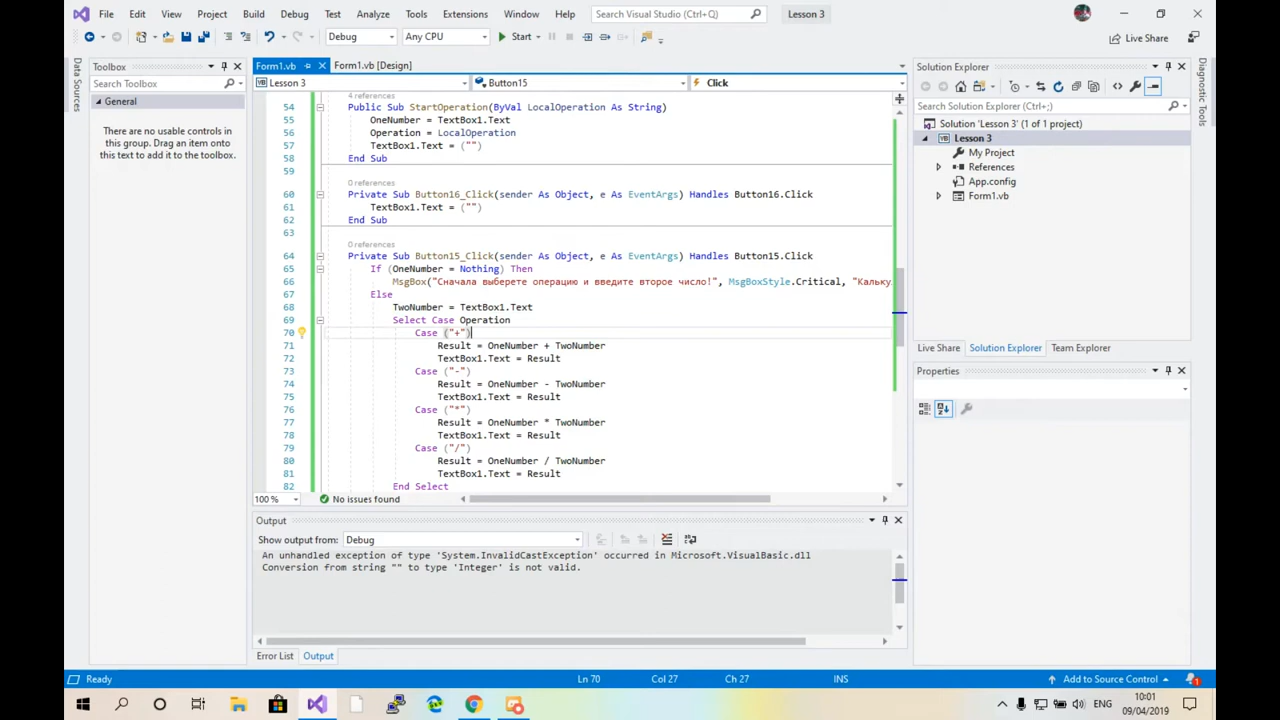 File Edit View Project Build Debug Test Analyze Tools Extensions Window Help Search Visual Studio (Ctrl+Q) Lesson 3
Debug Any CPU Start Live Share
Data Sources
Toolbox
Search Toolbox
General
There are no usable controls in
this group. Drag an item onto
this text to add it to the toolbox.
Form1.vb Form1.vb [Design]
Lesson 3 Button15 Click
4 references
54 Public Sub StartOperation(ByVal LocalOperation As String)
55 OneNumber = TextBox1.Text
56 Operation = LocalOperation
57 TextBox1.Text = ("")
58 End Sub
59
0 references
60 Private Sub Button16_Click(sender As Object, e As EventArgs) Handles Button16.Click
61 TextBox1.Text = ("")
62 End Sub
63
0 references
64 Private Sub Button15_Click(sender As Object, e As EventArgs) Handles Button15.Click
65 If (OneNumber = Nothing) Then
66 MsgBox("Сначала выберете операцию и введите второе число!", MsgBoxStyle.Critical, "Кальку
67 Else
68 TwoNumber = TextBox1.Text
69 Select Case Operation
70 Case ("+")
71 Result = OneNumber + TwoNumber
72 TextBox1.Text = Result
73 Case ("-")
74 Result = OneNumber - TwoNumber
75 TextBox1.Text = Result
76 Case ("*")
77 Result = OneNumber * TwoNumber
78 TextBox1.Text = Result
79 Case ("/")
80 Result = OneNumber / TwoNumber
81 TextBox1.Text = Result
82 End Select
100 % No issues found
Output
Show output from: Debug
An unhandled exception of type 'System.InvalidCastException' occurred in Microsoft.VisualBasic.dll
Conversion from string "" to type 'Integer' is not valid.
Error List Output
Solution Explorer
Search Solution Explorer (Ctrl+;)
Solution 'Lesson 3' (1 of 1 project)
VB Lesson 3
My Project
References
App.config
Form1.vb
Live Share Solution Explorer Team Explorer
Properties
Diagnostic Tools
Ready Ln 70 Col 27 Ch 27 INS Add to Source Control 1
10:01
09/04/2019